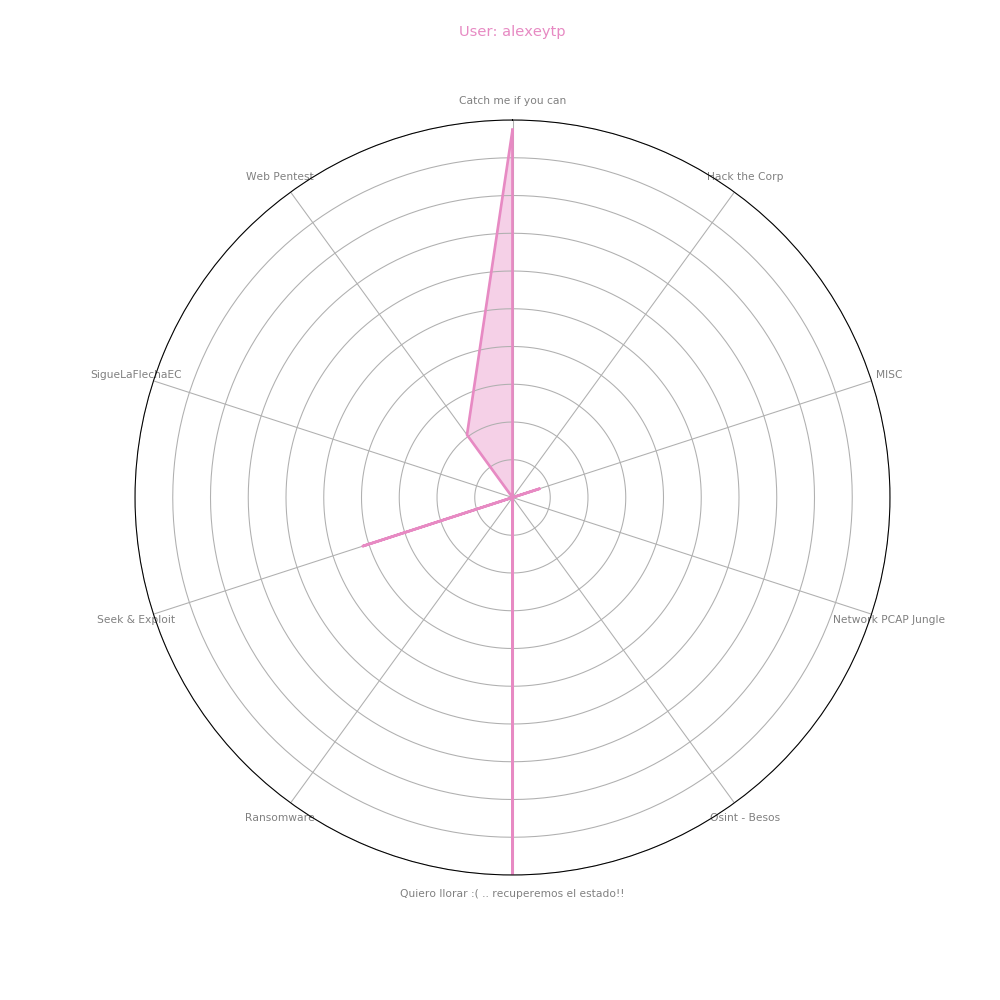 User: alexeytp
Catch me if you can
Web Pentest
Hack the Corp
SigueLaFlechaEC
MISC
Seek & Exploit
Network PCAP Jungle
Ransomware
Osint - Besos
Quiero llorar :( .. recuperemos el estado!!